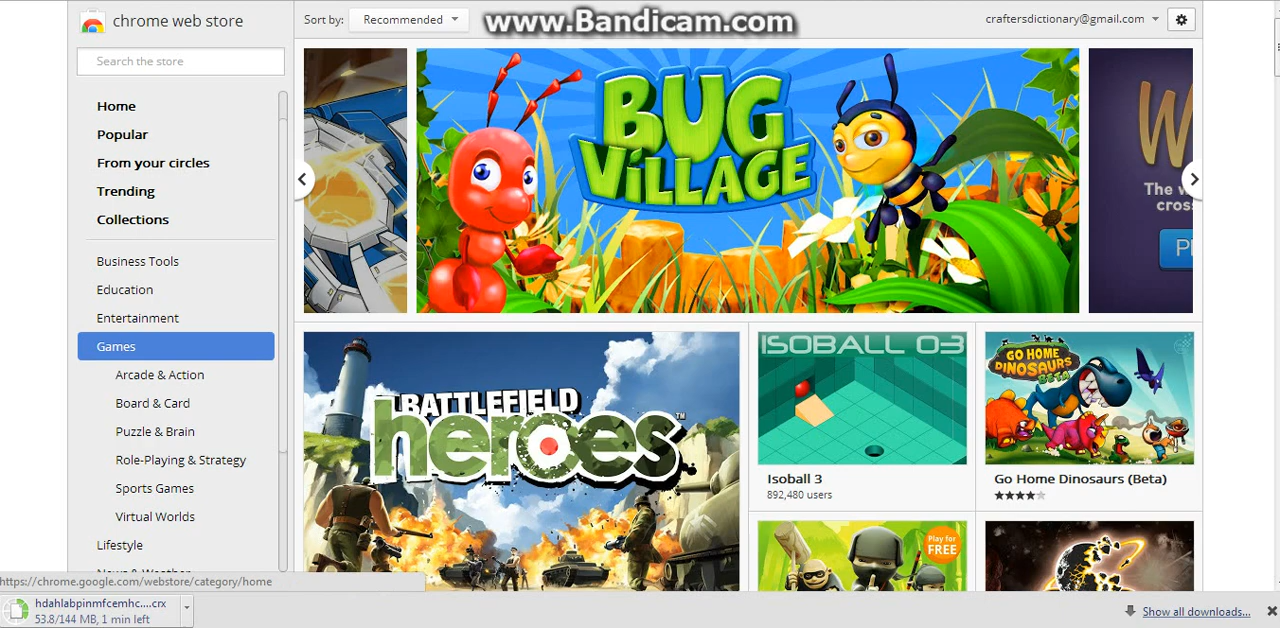 chrome web store
Sort by:
Recommended
www.Bandicam.com
craftersdictionary@gmail.com
Search the store
Home
Popular
From your circles
Trending
Collections
Business Tools
Education
Entertainment
Games
Arcade & Action
Board & Card
Puzzle & Brain
Role-Playing & Strategy
Sports Games
Virtual Worlds
Lifestyle
BUG
ViLLAGE
The
BATTLEFIELD
heroes™
ISOBALL 03
Isoball 3
892,480 users
GO HOME
DINOSAURS
BETA
Go Home Dinosaurs (Beta)
Play for
FREE
https://chrome.google.com/webstore/category/home
hdahlabpinmfcemhc....crx
53.8/144 MB, 1 min left
Show all downloads...